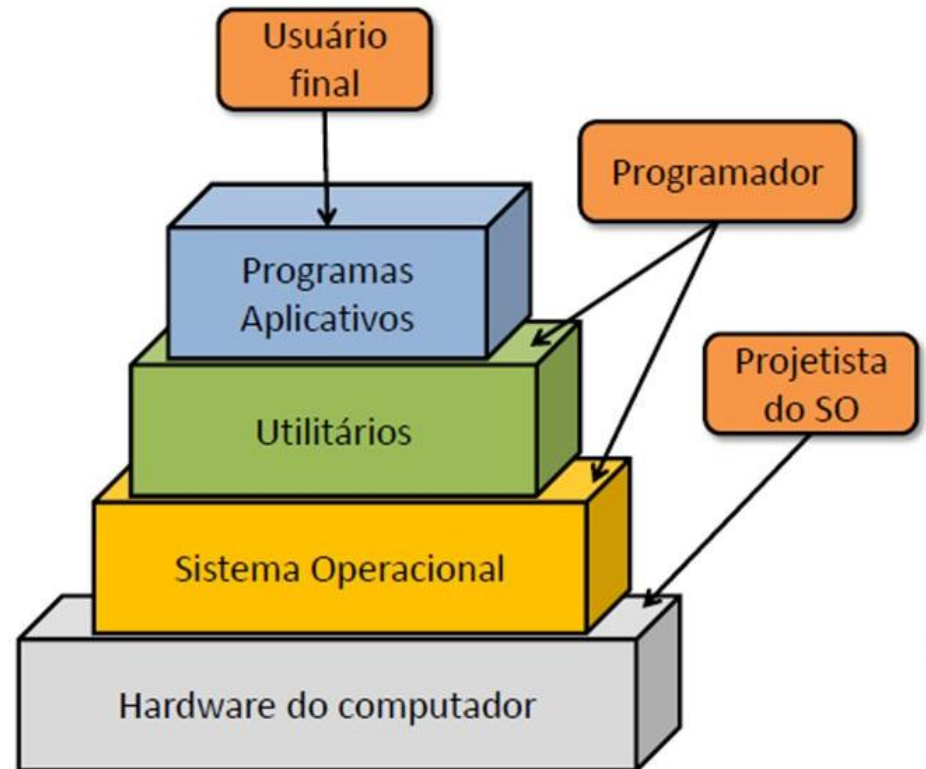 Usuário
final
Programador
Programas
Aplicativos
Projetista
do SO
Utilitários
Sistema Operacional
Hardware do computador